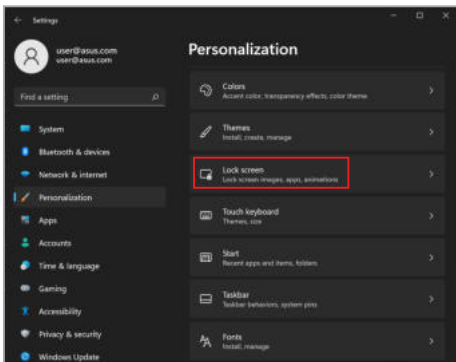 Settings
user@asus.com
user@asus.com
Find a setting
System
Bluetooth & devices
Network & internet
Personalization
Apps
Accounts
Time & language
Gaming
Accessibility
Privacy & security
Windows Update
Personalization
Colors
Accent color, transparency effects, color theme
Themes
Install, create, manage
Lock screen
Lock screen images, apps, animations
Touch keyboard
Themes, size
Start
Recent apps and items, folders
Taskbar
Taskbar behaviors, system pins
Fonts
Install, manage